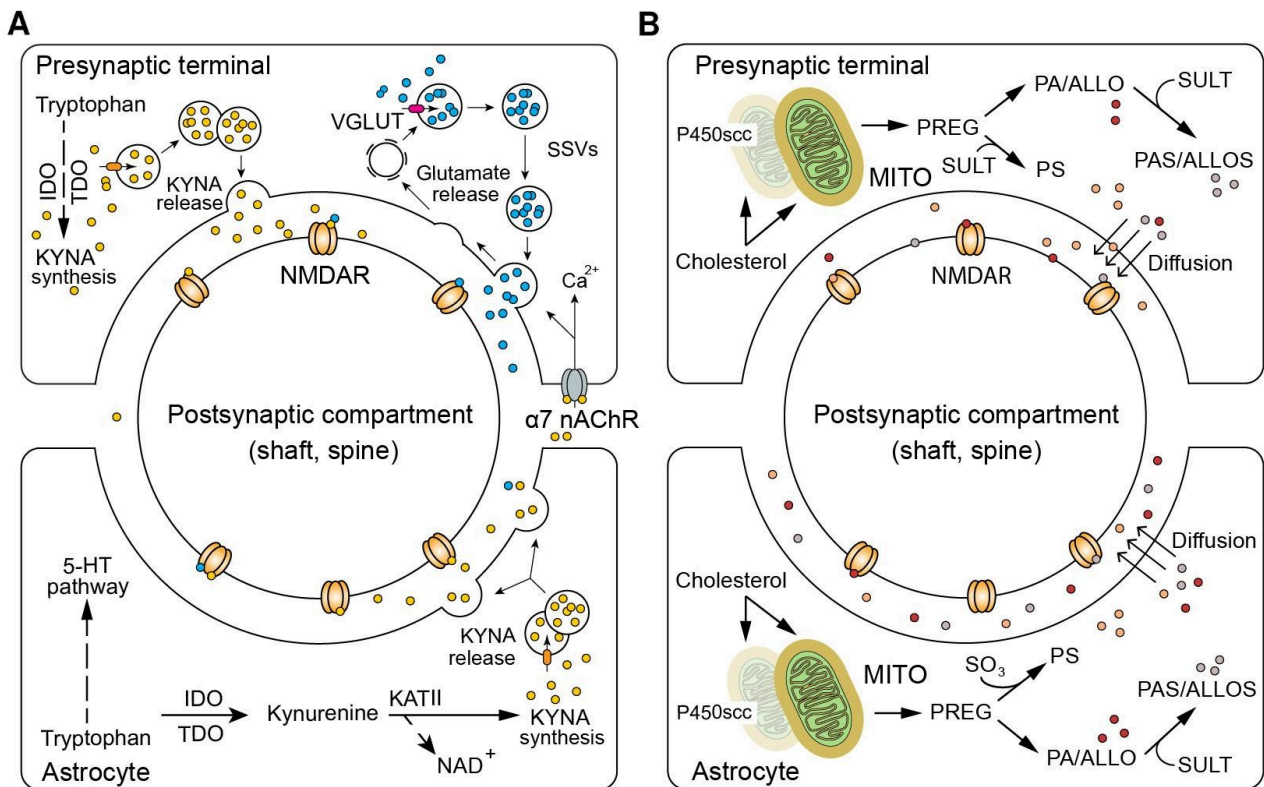 A
Presynaptic terminal
Tryptophan
IDO
TDO
KYNA
synthesis
KYNA
release
VGLUT
SSVs
Glutamate
release
NMDAR
Ca2+
α7 nAChR
Postsynaptic compartment
(shaft, spine)
5-HT
pathway
Tryptophan
IDO
TDO
Kynurenine
KATII
NAD+
KYNA
release
KYNA
synthesis
Astrocyte
B
Presynaptic terminal
P450scc
MITO
Cholesterol
PREG
SULT
PS
PA/ALLO
SULT
PAS/ALLOS
NMDAR
Diffusion
Postsynaptic compartment
(shaft, spine)
Diffusion
Cholesterol
P450scc
MITO
PREG
SO3
PS
PA/ALLO
SULT
PAS/ALLOS
Astrocyte